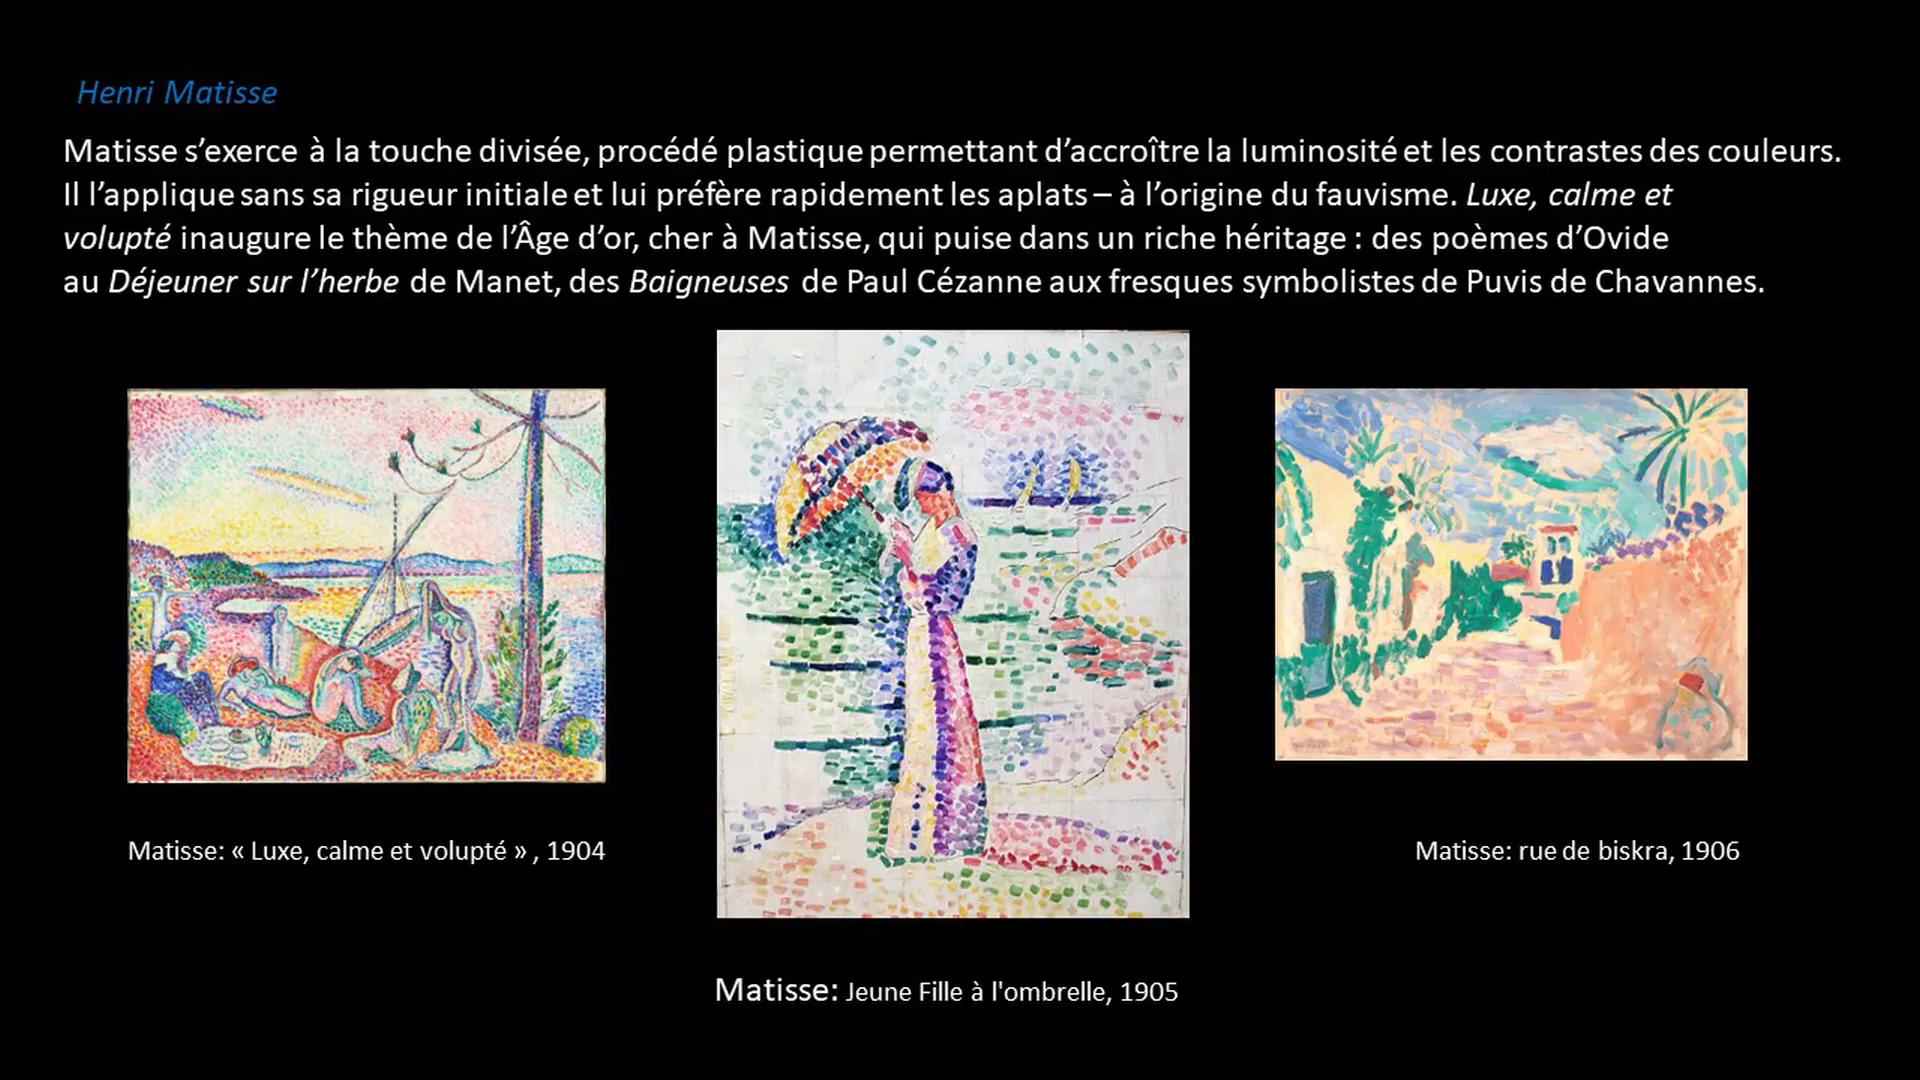 Henri Matisse
Matisse s’exerce à la touche divisée, procédé plastique permettant d’accroître la luminosité et les contrastes des couleurs.
Il l’applique sans sa rigueur initiale et lui préfère rapidement les aplats – à l’origine du fauvisme. Luxe, calme et
volupté inaugure le thème de l’Âge d’or, cher à Matisse, qui puise dans un riche héritage : des poèmes d’Ovide
au Déjeuner sur l’herbe de Manet, des Baigneuses de Paul Cézanne aux fresques symbolistes de Puvis de Chavannes.
Matisse: « Luxe, calme et volupté » , 1904
Matisse: rue de biskra, 1906
Matisse: Jeune Fille à l'ombrelle, 1905